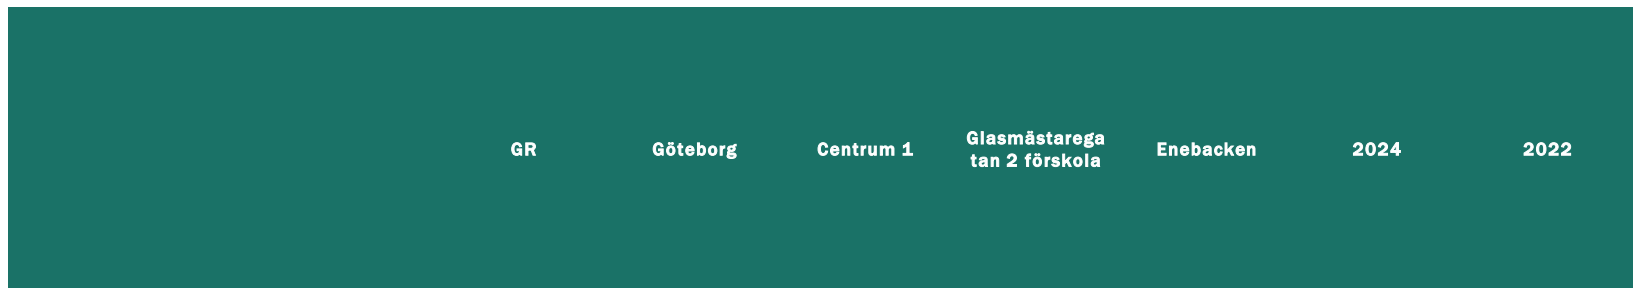 GR
Göteborg
Centrum 1
Glasmästarega
tan 2 förskola
Enebacken
2024
2022